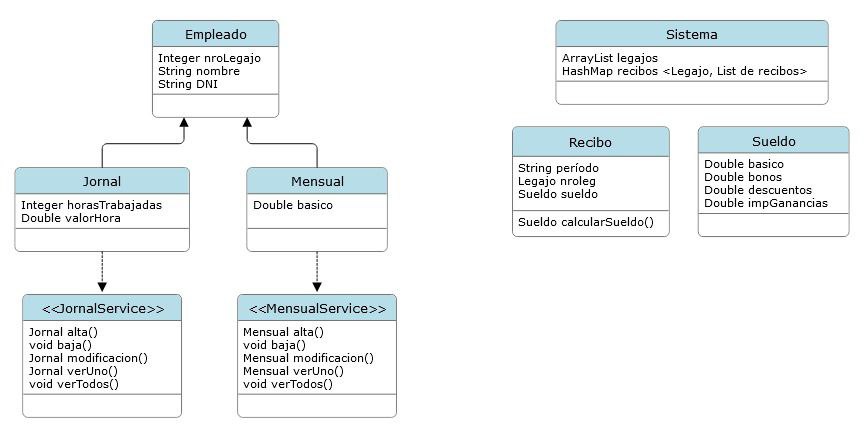 Empleado
Integer nroLegajo
String nombre
String DNI
Sistema
ArrayList legajos
HashMap recibos <Legajo, List de recibos>
Recibo
String período
Legajo nroleg
Sueldo sueldo
Sueldo calcularSueldo()
Sueldo
Double basico
Double bonos
Double descuentos
Double impGanancias
Jornal
Integer horasTrabajadas
Double valorHora
Mensual
Double basico
<<JornalService>>
Jornal alta()
void baja()
Jornal modificacion()
Jornal verUno()
void verTodos()
<<MensualService>>
Mensual alta()
void baja()
Mensual modificacion()
Mensual verUno()
void verTodos()